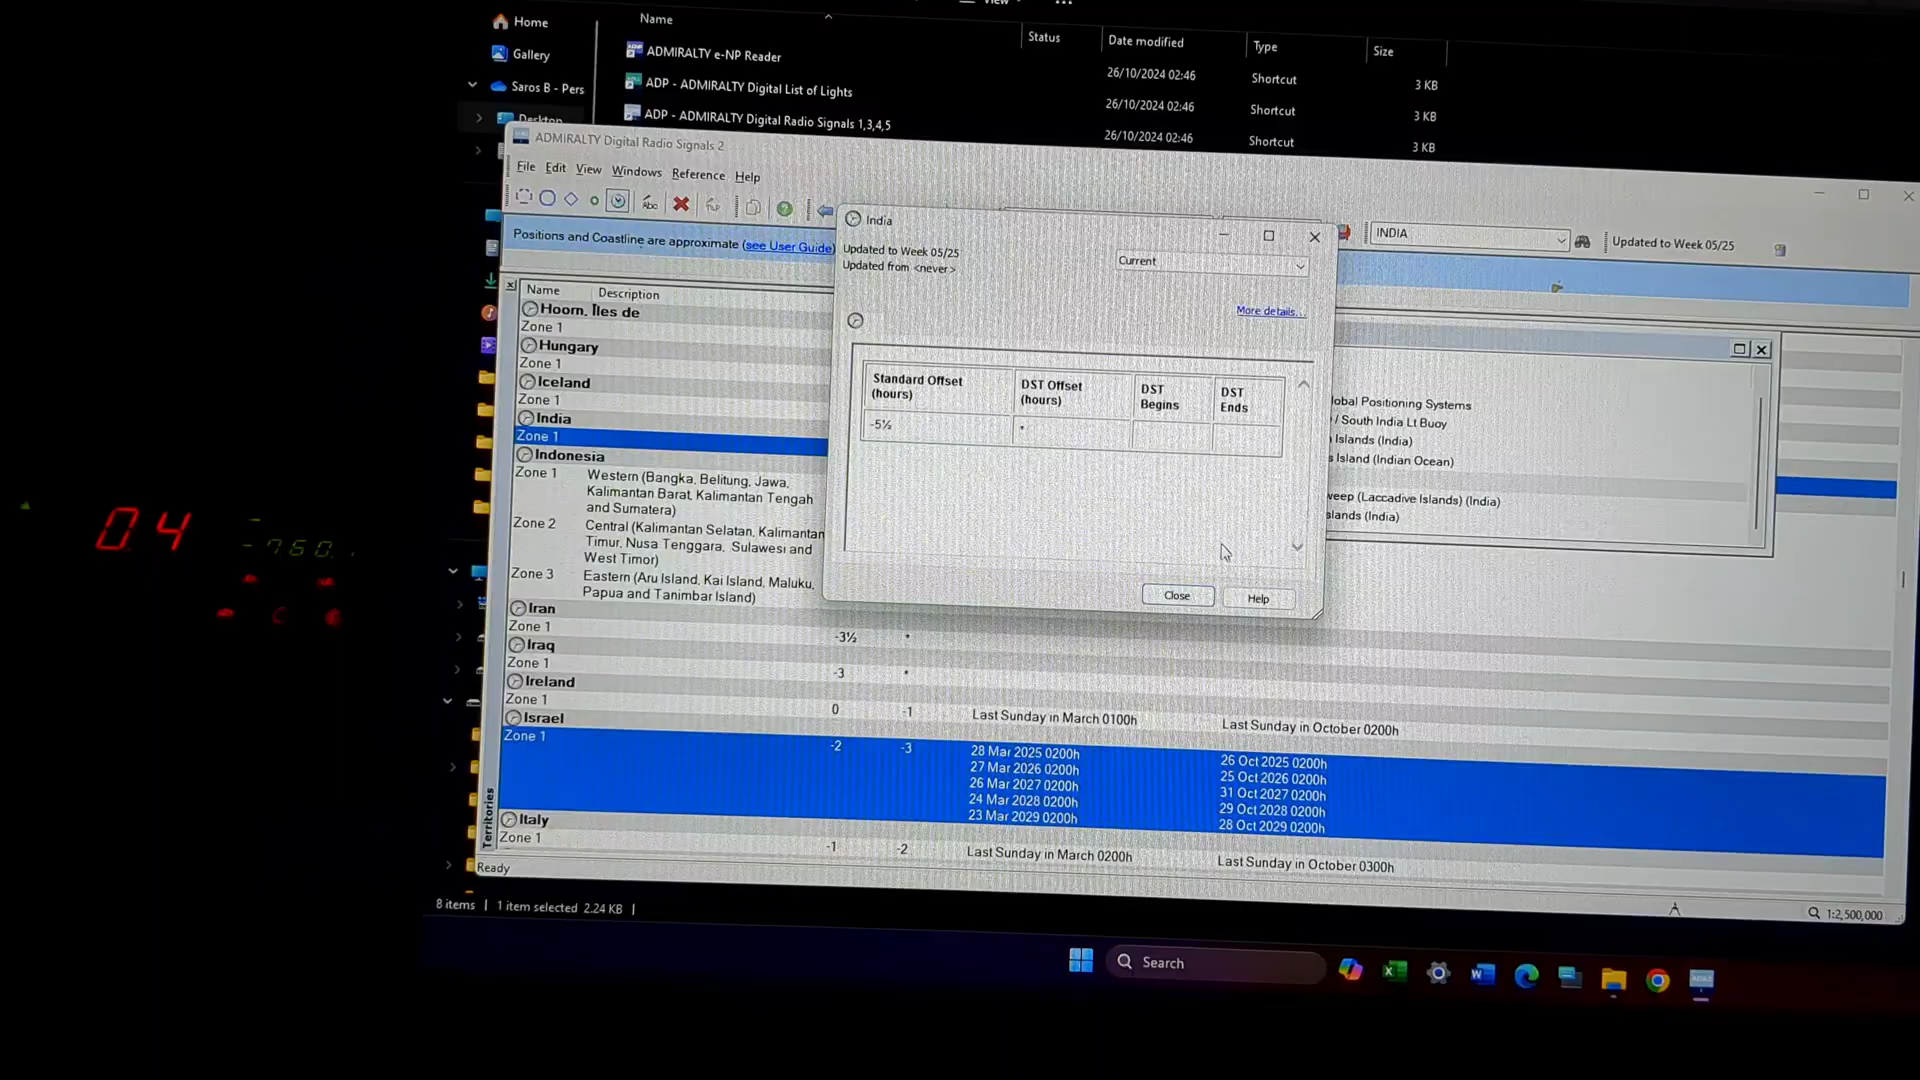 View
Home
Gallery
Saros B - Pers
Desktop
Name
Status
Date modified
Type
Size
ADMIRALTY e-NP Reader
26/10/2024 02:46
Shortcut
3 KB
ADP - ADMIRALTY Digital List of Lights
26/10/2024 02:46
Shortcut
3 KB
ADP - ADMIRALTY Digital Radio Signals 1,3,4,5
26/10/2024 02:46
Shortcut
3 KB
ADMIRALTY Digital Radio Signals 2
File Edit View Windows Reference Help
Abc
INDIA
Updated to Week 05/25
Positions and Coastline are approximate (see User Guide)
India
Updated to Week 05/25
Updated from <never>
Current
More details...
Standard Offset (hours)
DST Offset (hours)
DST Begins
DST Ends
-5½
*
Close
Help
lobal Positioning Systems
/ South India Lt Buoy
Islands (India)
s Island (Indian Ocean)
weep (Laccadive Islands) (India)
slands (India)
Name Description
Hoorn, Îles de
Zone 1
Hungary
Zone 1
Iceland
Zone 1
India
Zone 1
Indonesia
Zone 1 Western (Bangka, Belitung, Jawa,
Kalimantan Barat, Kalimantan Tengah
and Sumatera)
Zone 2 Central (Kalimantan Selatan, Kalimantan
Timur, Nusa Tenggara, Sulawesi and
West Timor)
Zone 3 Eastern (Aru Island, Kai Island, Maluku,
Papua and Tanimbar Island)
Iran
Zone 1 -3½ *
Iraq
Zone 1 -3 *
Ireland
Zone 1 0 -1 Last Sunday in March 0100h Last Sunday in October 0200h
Israel
Zone 1 -2 -3 28 Mar 2025 0200h 26 Oct 2025 0200h
27 Mar 2026 0200h 25 Oct 2026 0200h
26 Mar 2027 0200h 31 Oct 2027 0200h
24 Mar 2028 0200h 29 Oct 2028 0200h
23 Mar 2029 0200h 28 Oct 2029 0200h
Italy
Zone 1 -1 -2 Last Sunday in March 0200h Last Sunday in October 0300h
Territories
Ready
1:2,500,000
8 items | 1 item selected 2.24 KB |
Search
04
-760.